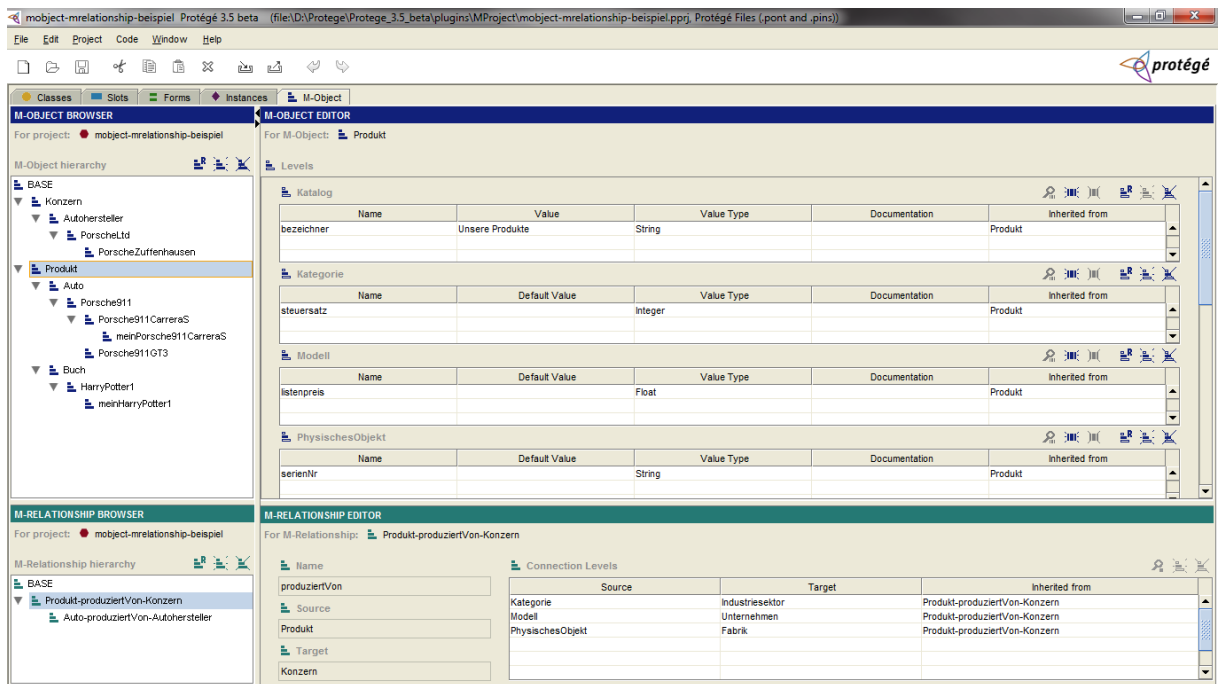 mobject-mrelationship-beispiel Protégé 3.5 beta (file:\D:\Protege\Protege_3.5_beta\plugins\MProject\mobject-mrelationship-beispiel.pprj, Protégé Files (.pont and .pins))
File Edit Project Code Window Help
protégé
Classes Slots Forms Instances M-Object
M-OBJECT BROWSER
For project: mobject-mrelationship-beispiel
M-Object hierarchy
BASE
Konzern
Autohersteller
PorscheLtd
PorscheZuffenhausen
Produkt
Auto
Porsche911
Porsche911CarreraS
meinPorsche911CarreraS
Porsche911GT3
Buch
HarryPotter1
meinHarryPotter1
M-OBJECT EDITOR
For M-Object: Produkt
Levels
Katalog
Name Value Value Type Documentation Inherited from
bezeichner Unsere Produkte String Produkt
Kategorie
Name Default Value Value Type Documentation Inherited from
steuersatz Integer Produkt
Modell
Name Default Value Value Type Documentation Inherited from
listenpreis Float Produkt
PhysischesObjekt
Name Default Value Value Type Documentation Inherited from
serienNr String Produkt
M-RELATIONSHIP BROWSER
For project: mobject-mrelationship-beispiel
M-Relationship hierarchy
BASE
Produkt-produziertVon-Konzern
Auto-produziertVon-Autohersteller
M-RELATIONSHIP EDITOR
For M-Relationship: Produkt-produziertVon-Konzern
Name
produziertVon
Source
Produkt
Target
Konzern
Connection Levels
Source Target Inherited from
Kategorie Industriesektor Produkt-produziertVon-Konzern
Modell Unternehmen Produkt-produziertVon-Konzern
PhysischesObjekt Fabrik Produkt-produziertVon-Konzern